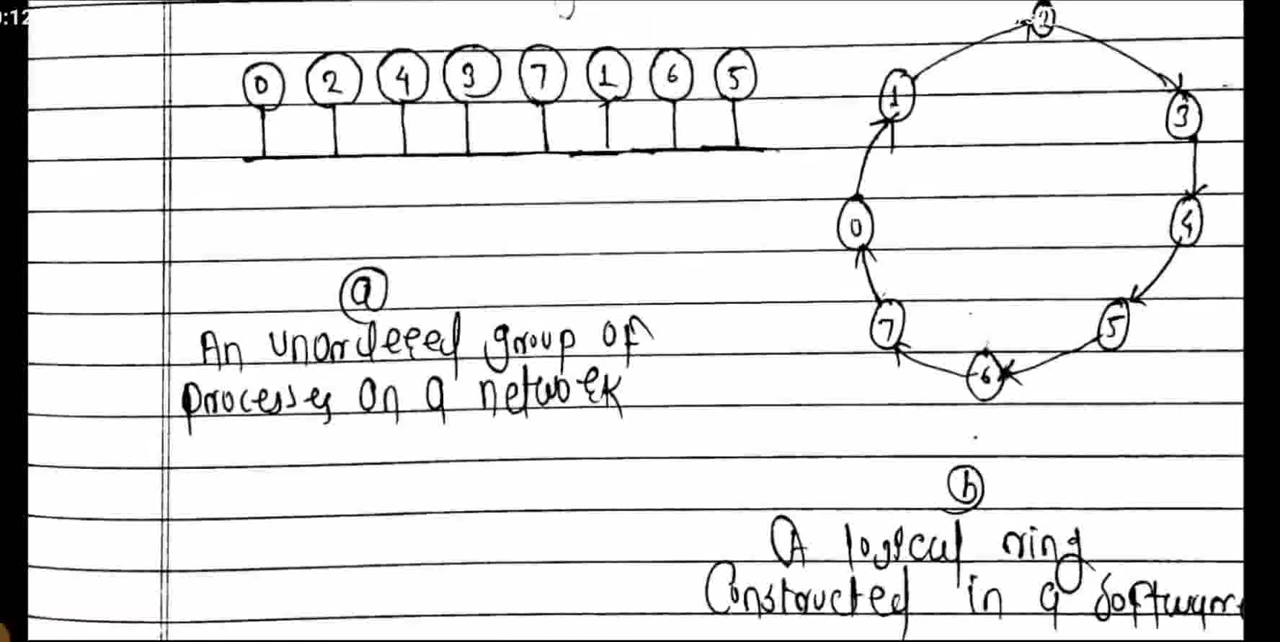 :12
0 2 4 3 7 1 6 5
2
1
3
0
4
7
5
6
a
An unordered group of
processes on a network
b
A logical ring
Constructed in a software